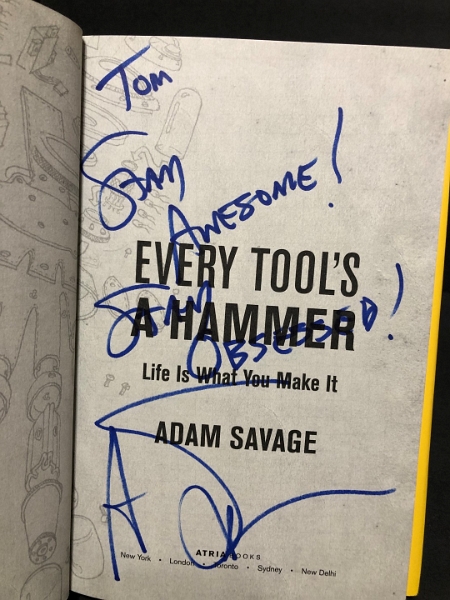 Tom
STAY
AWESOME!
EVERY TOOL'S
STAY
A HAMMER
OBSESSED!
Life Is What You Make It
ADAM SAVAGE
ATRIA BOOKS
New York • London • Toronto • Sydney • New Delhi